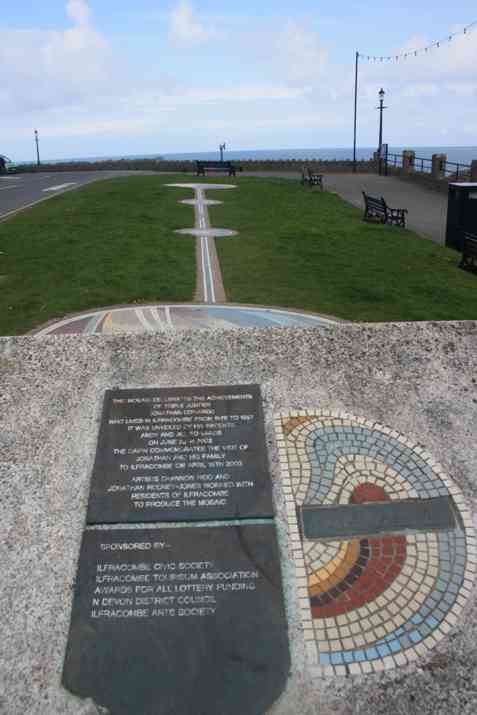 THE MOSAIC CELEBRATES THE ACHIEVEMENTS
OF TRIPLE JUMPER
JONATHAN EDWARDS
WHO LIVED IN ILFRACOMBE FROM 1978 TO 1987
IT WAS UNVEILED BY HIS PARENTS
ANDY AND JILL EDWARDS
ON JUNE 2002
THE CAIRN COMMEMORATES THE VISIT OF
JONATHAN AND HIS FAMILY
TO ILFRACOMBE ON APRIL 2003
ARTISTS SHANNON REID AND
JONATHAN RODNEY-JONES WORKED WITH
RESIDENTS OF ILFRACOMBE
TO PRODUCE THE MOSAIC
SPONSORED BY:-
ILFRACOMBE CIVIC SOCIETY
ILFRACOMBE TOURISM ASSOCIATION
AWARDS FOR ALL LOTTERY FUNDING
N DEVON DISTRICT COUNCIL
ILFRACOMBE ARTS SOCIETY